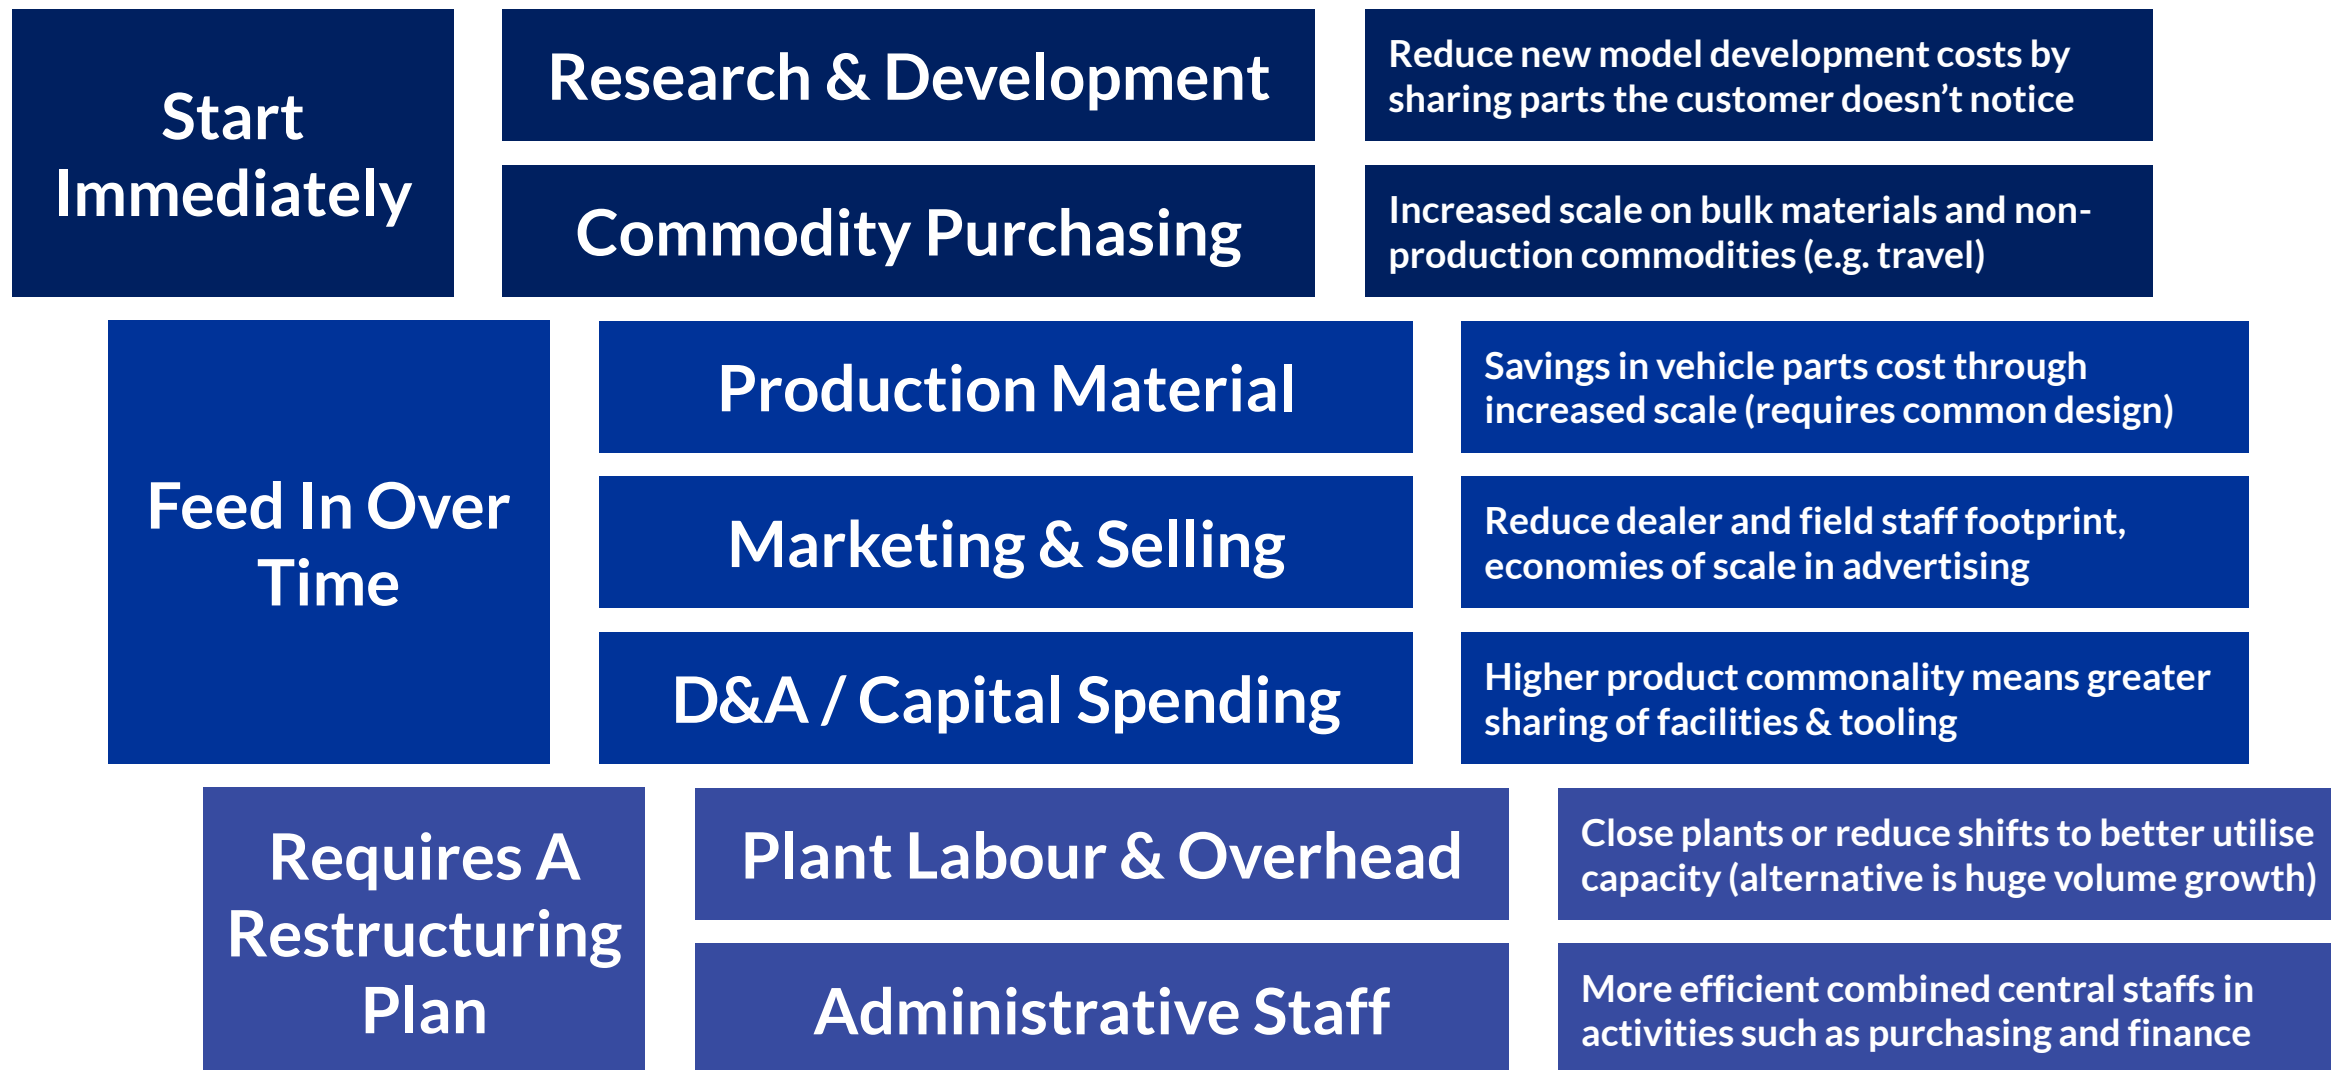 Start
Immediately
Research & Development
Reduce new model development costs by
sharing parts the customer doesn’t notice
Commodity Purchasing
Increased scale on bulk materials and non-
production commodities (e.g. travel)
Feed In Over
Time
Production Material
Savings in vehicle parts cost through
increased scale (requires common design)
Marketing & Selling
Reduce dealer and field staff footprint,
economies of scale in advertising
D&A / Capital Spending
Higher product commonality means greater
sharing of facilities & tooling
Requires A
Restructuring
Plan
Plant Labour & Overhead
Close plants or reduce shifts to better utilise
capacity (alternative is huge volume growth)
Administrative Staff
More efficient combined central staffs in
activities such as purchasing and finance